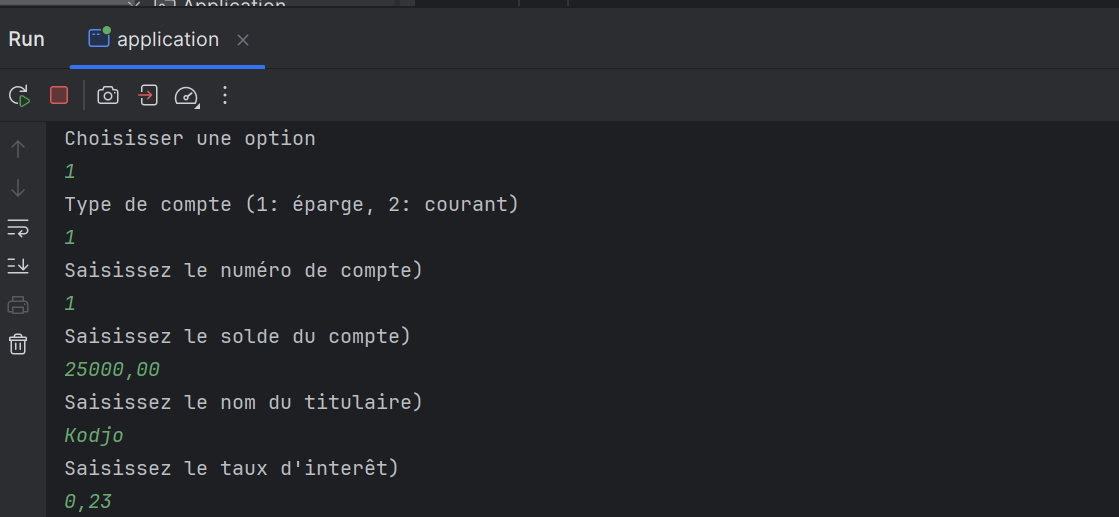 Application
Run
application
Choisisser une option
1
Type de compte (1: éparge, 2: courant)
1
Saisissez le numéro de compte)
1
Saisissez le solde du compte)
25000,00
Saisissez le nom du titulaire)
Kodjo
Saisissez le taux d'interêt)
0,23